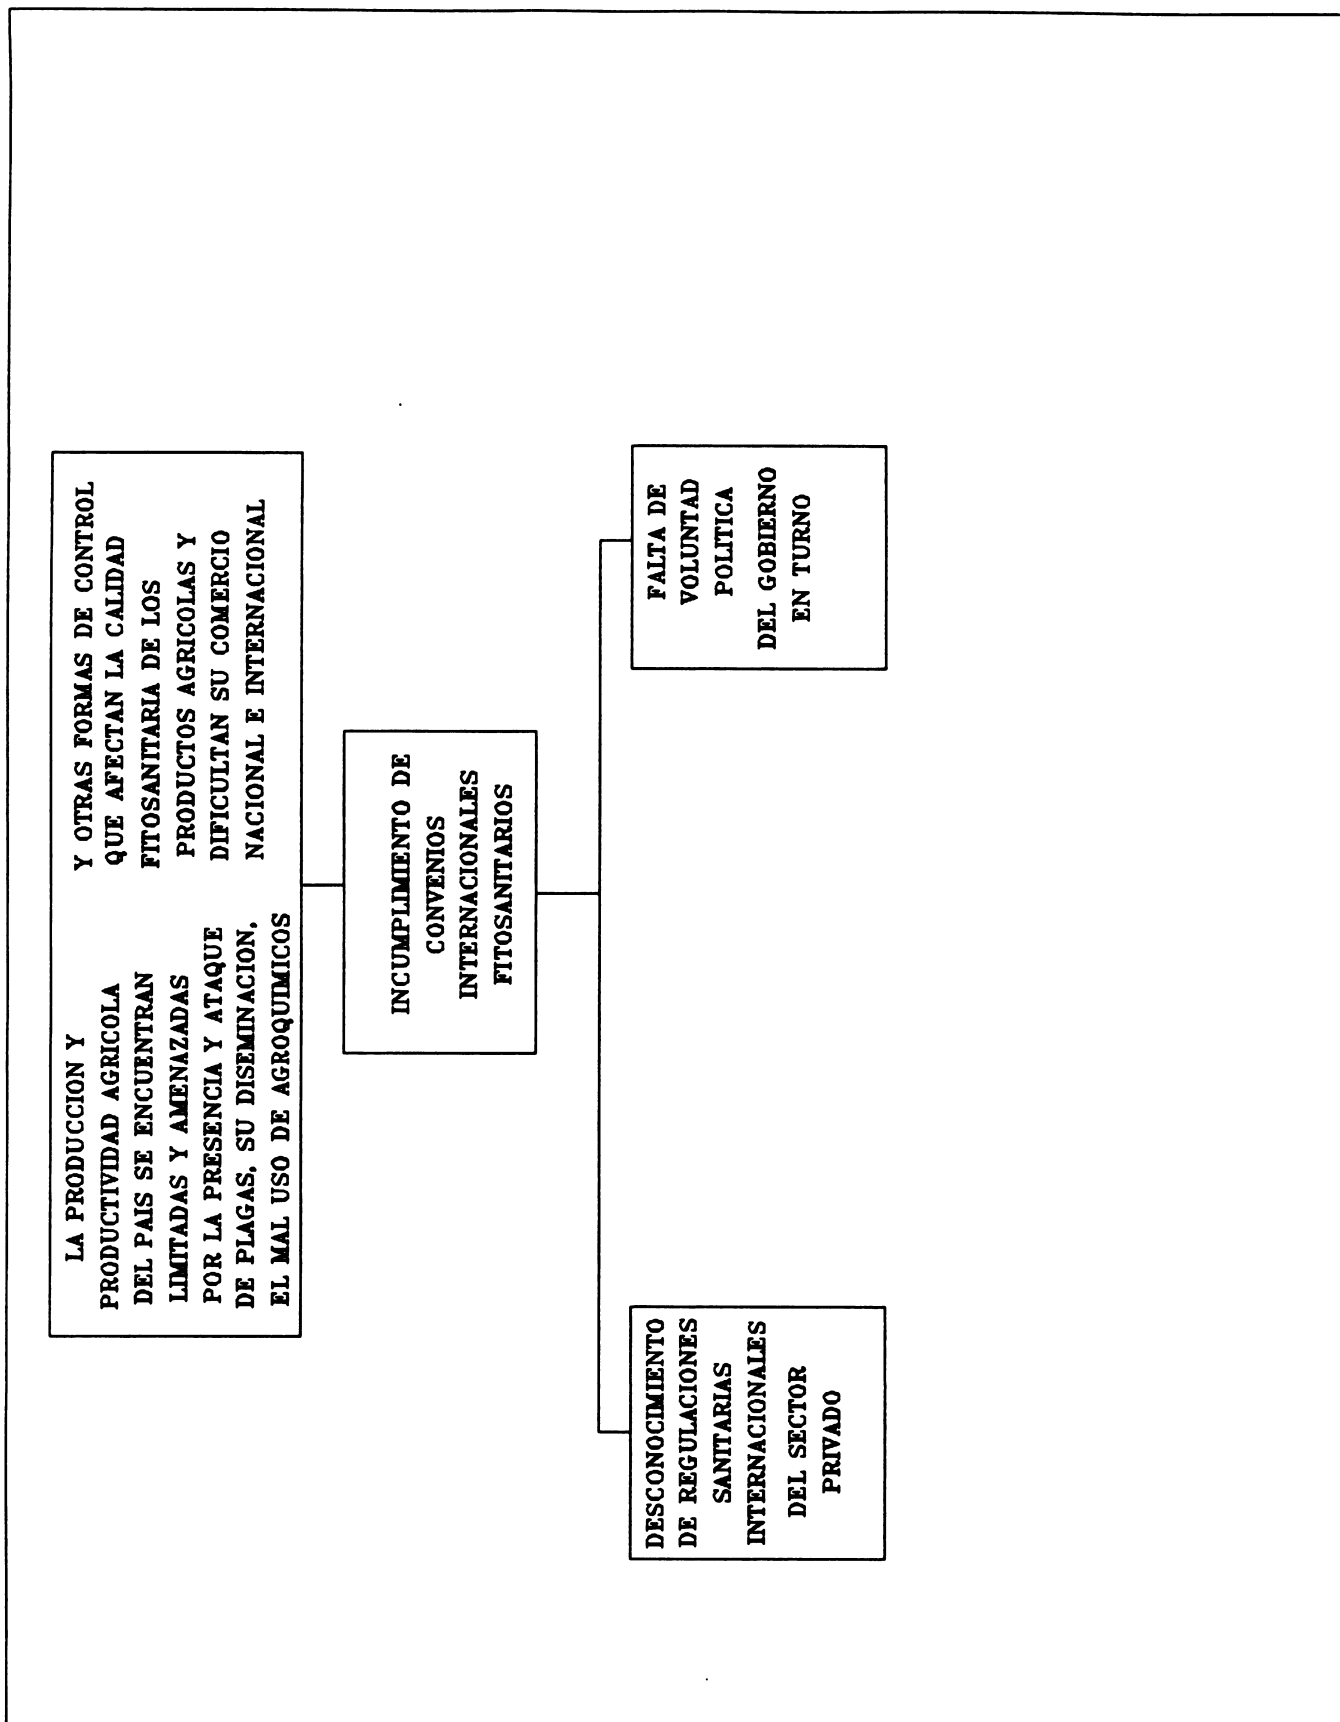 LA PRODUCCION Y
PRODUCTIVIDAD AGRICOLA
DEL PAIS SE ENCUENTRAN
LIMITADAS Y AMENAZADAS
POR LA PRESENCIA Y ATAQUE
DE PLAGAS, SU DISEMINACION,
EL MAL USO DE AGROQUIMICOS
Y OTRAS FORMAS DE CONTROL
QUE AFECTAN LA CALIDAD
FITOSANITARIA DE LOS
PRODUCTOS AGRICOLAS Y
DIFICULTAN SU COMERCIO
NACIONAL E INTERNACIONAL
INCUMPLIMIENTO DE
CONVENIOS
INTERNACIONALES
FITOSANITARIOS
DESCONOCIMIENTO
DE REGULACIONES
SANITARIAS
INTERNACIONALES
DEL SECTOR
PRIVADO
FALTA DE
VOLUNTAD
POLITICA
DEL GOBIERNO
EN TURNO